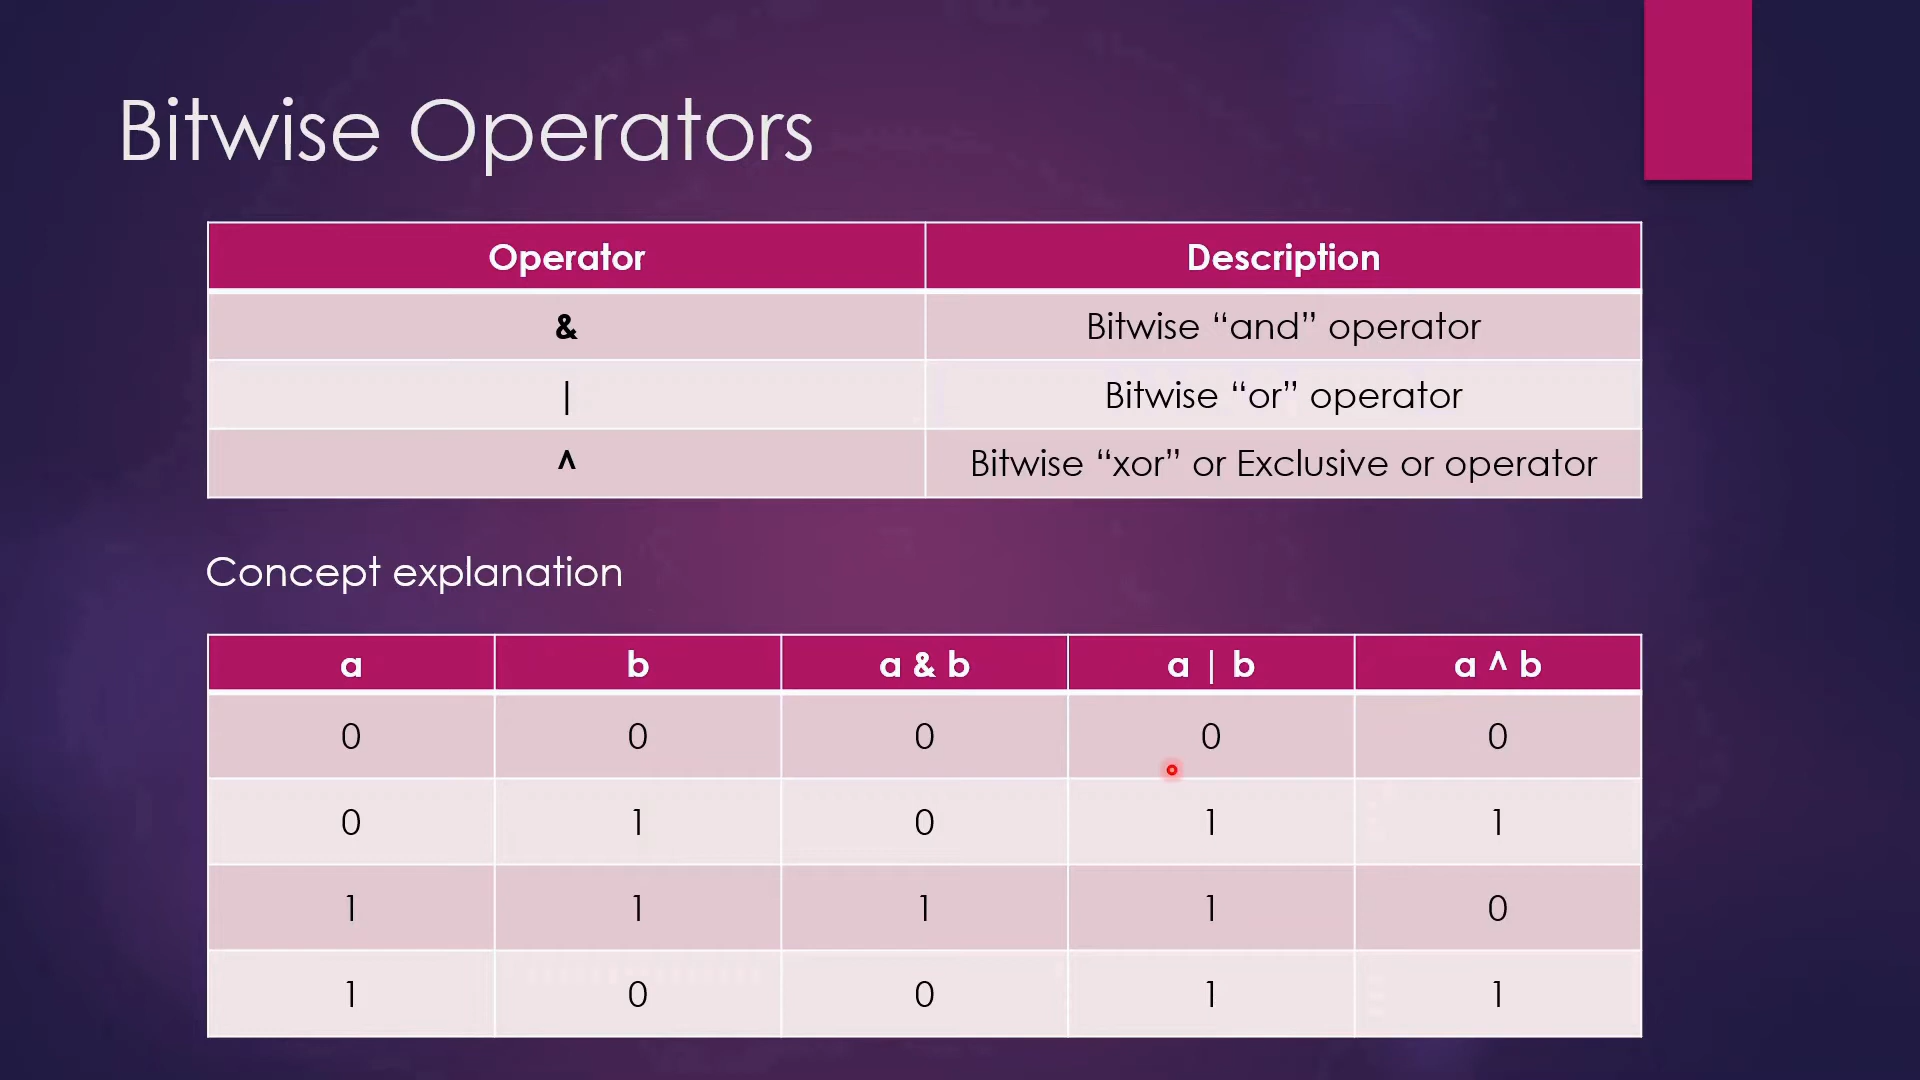 Bitwise Operators
Operator Description
& Bitwise “and” operator
| Bitwise “or” operator
^ Bitwise “xor” or Exclusive or operator
Concept explanation
a b a & b a | b a ^ b
0 0 0 0 0
0 1 0 1 1
1 1 1 1 0
1 0 0 1 1